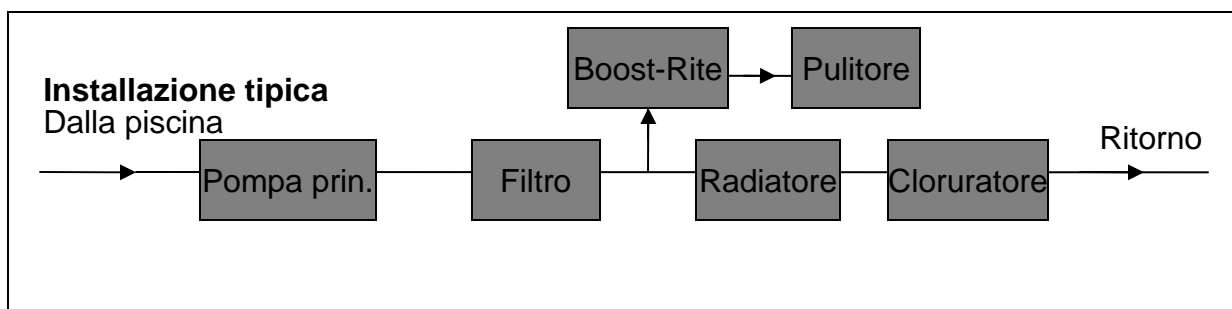 Boost-Rite
Pulitore
Installazione tipica
Dalla piscina
Ritorno
Pompa prin.
Filtro
Radiatore
Cloruratore